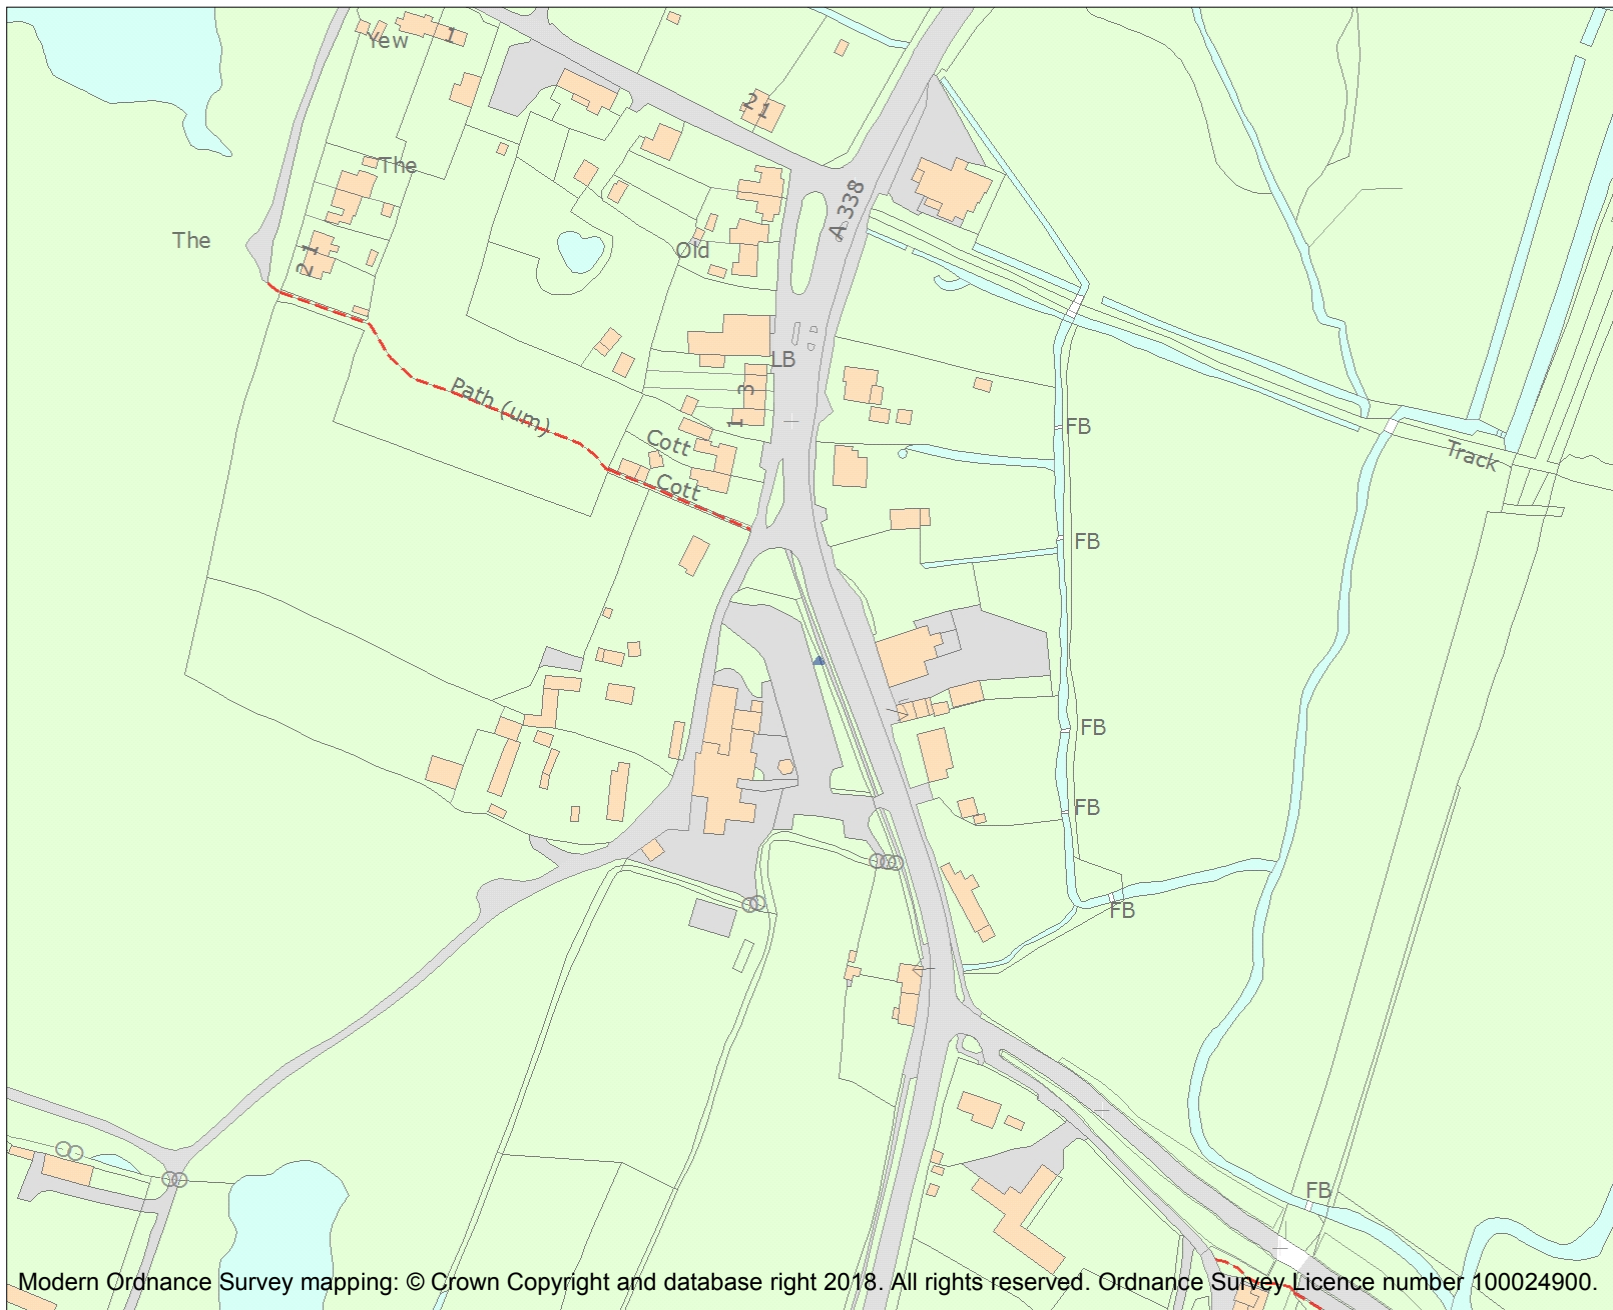 Yew
1
2 1
The
A 338
The
Old
2 1
LB
3
1
Path (um)
FB
Cott
Track
Cott
FB
FB
FB
FB
FB
Modern Ordnance Survey mapping: © Crown Copyright and database right 2018. All rights reserved. Ordnance Survey Licence number 100024900.